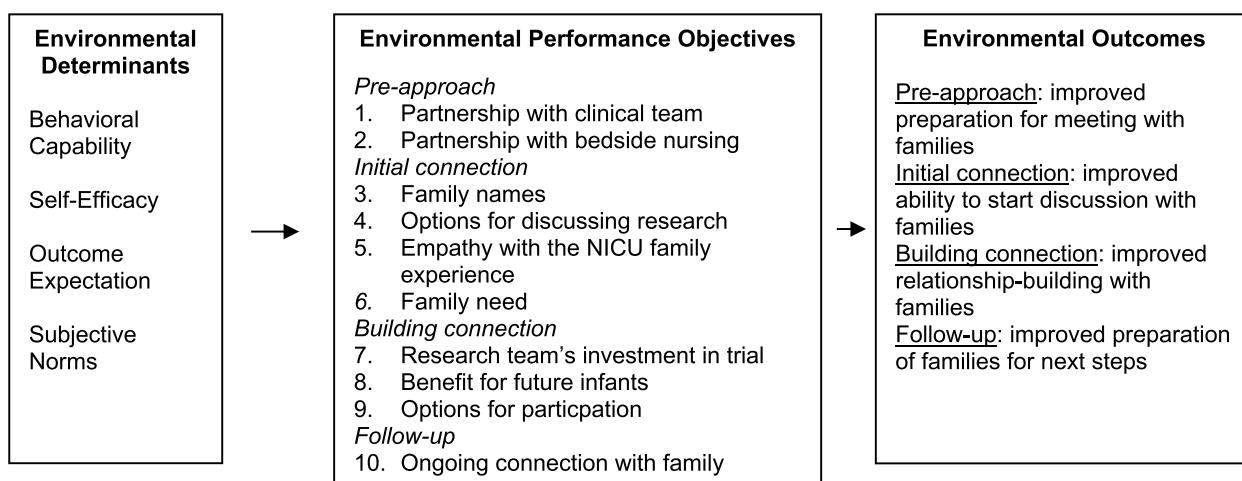 Environmental
Determinants
Behavioral
Capability
Self-Efficacy
Outcome
Expectation
Subjective
Norms
Environmental Performance Objectives
Pre-approach
1. Partnership with clinical team
2. Partnership with bedside nursing
Initial connection
3. Family names
4. Options for discussing research
5. Empathy with the NICU family
experience
6. Family need
Building connection
7. Research team's investment in trial
8. Benefit for future infants
9. Options for particpation
Follow-up
10. Ongoing connection with family
Environmental Outcomes
Pre-approach: improved
preparation for meeting with
families
Initial connection: improved
ability to start discussion with
families
Building connection: improved
relationship-building with
families
Follow-up: improved preparation
of families for next steps